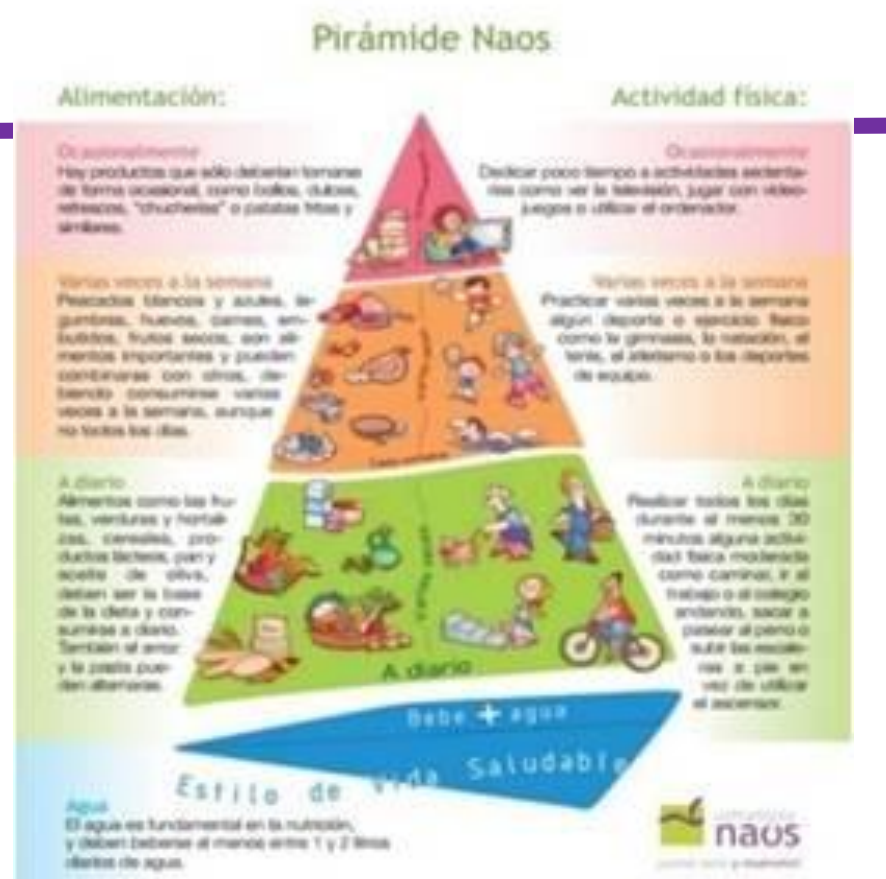 Pirámide Naos
Alimentación:
Actividad física:
Ocasionalmente
Hay productos que sólo deberían tomarse
de forma ocasional, como bollos, dulces,
refrescos, "chucherías" o patatas fritas y
similares.
Ocasionalmente
Dedicar poco tiempo a actividades sedenta-
rias como ver la televisión, jugar con video-
juegos o utilizar el ordenador.
Varias veces a la semana
Pescados blancos y azules, le-
gumbres, huevos, carnes, em-
butidos, frutos secos, son ali-
mentos importantes y pueden
combinarse con otros, de-
biendo consumirse varias
veces a la semana, aunque
no todos los días.
Varias veces a la semana
Practicar varias veces a la semana
algún deporte o ejercicio físico
como la gimnasia, la natación, el
tenis, el atletismo o los deportes
de equipo.
A diario
Alimentos como las fru-
tas, verduras y hortali-
zas, cereales, pro-
ductos lácteos, pan y
aceite de oliva,
deben ser la base
de la dieta y con-
sumirse a diario.
También el arroz
y la pasta pue-
den alternarse.
A diario
Realizar todos los días
durante al menos 30
minutos alguna activi-
dad física moderada
como caminar, ir al
trabajo o al colegio
andando, sacar a
pasear al perro o
subir las escale-
ras a pie en
vez de utilizar
el ascensor.
A diario
Bebe + agua
Estilo de Vida Saludable
Agua
El agua es fundamental en la nutrición,
y deben beberse al menos entre 1 y 2 litros
diarios de agua.
naos